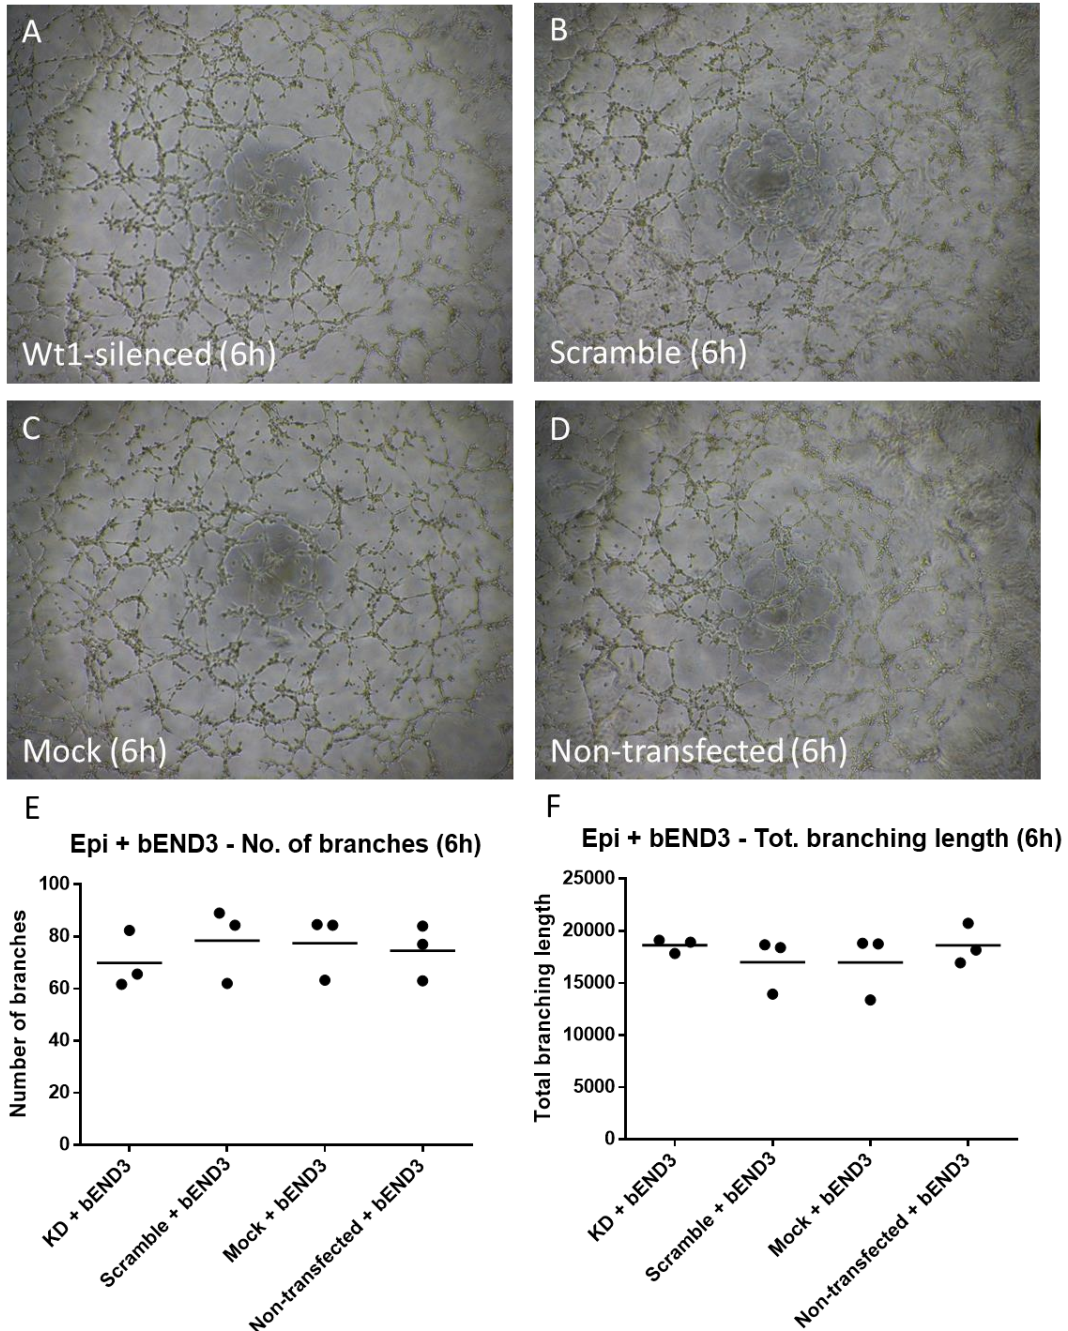 A
Wt1-silenced (6h)
B
Scramble (6h)
C
Mock (6h)
D
Non-transfected (6h)
E
Epi + bEND3 - No. of branches (6h)
Number of branches
100
80
60
40
20
0
KD + bEND3
Scramble + bEND3
Mock + bEND3
Non-transfected + bEND3
F
Epi + bEND3 - Tot. branching length (6h)
Total branching length
25000
20000
15000
10000
5000
0
KD + bEND3
Scramble + bEND3
Mock + bEND3
Non-transfected + bEND3